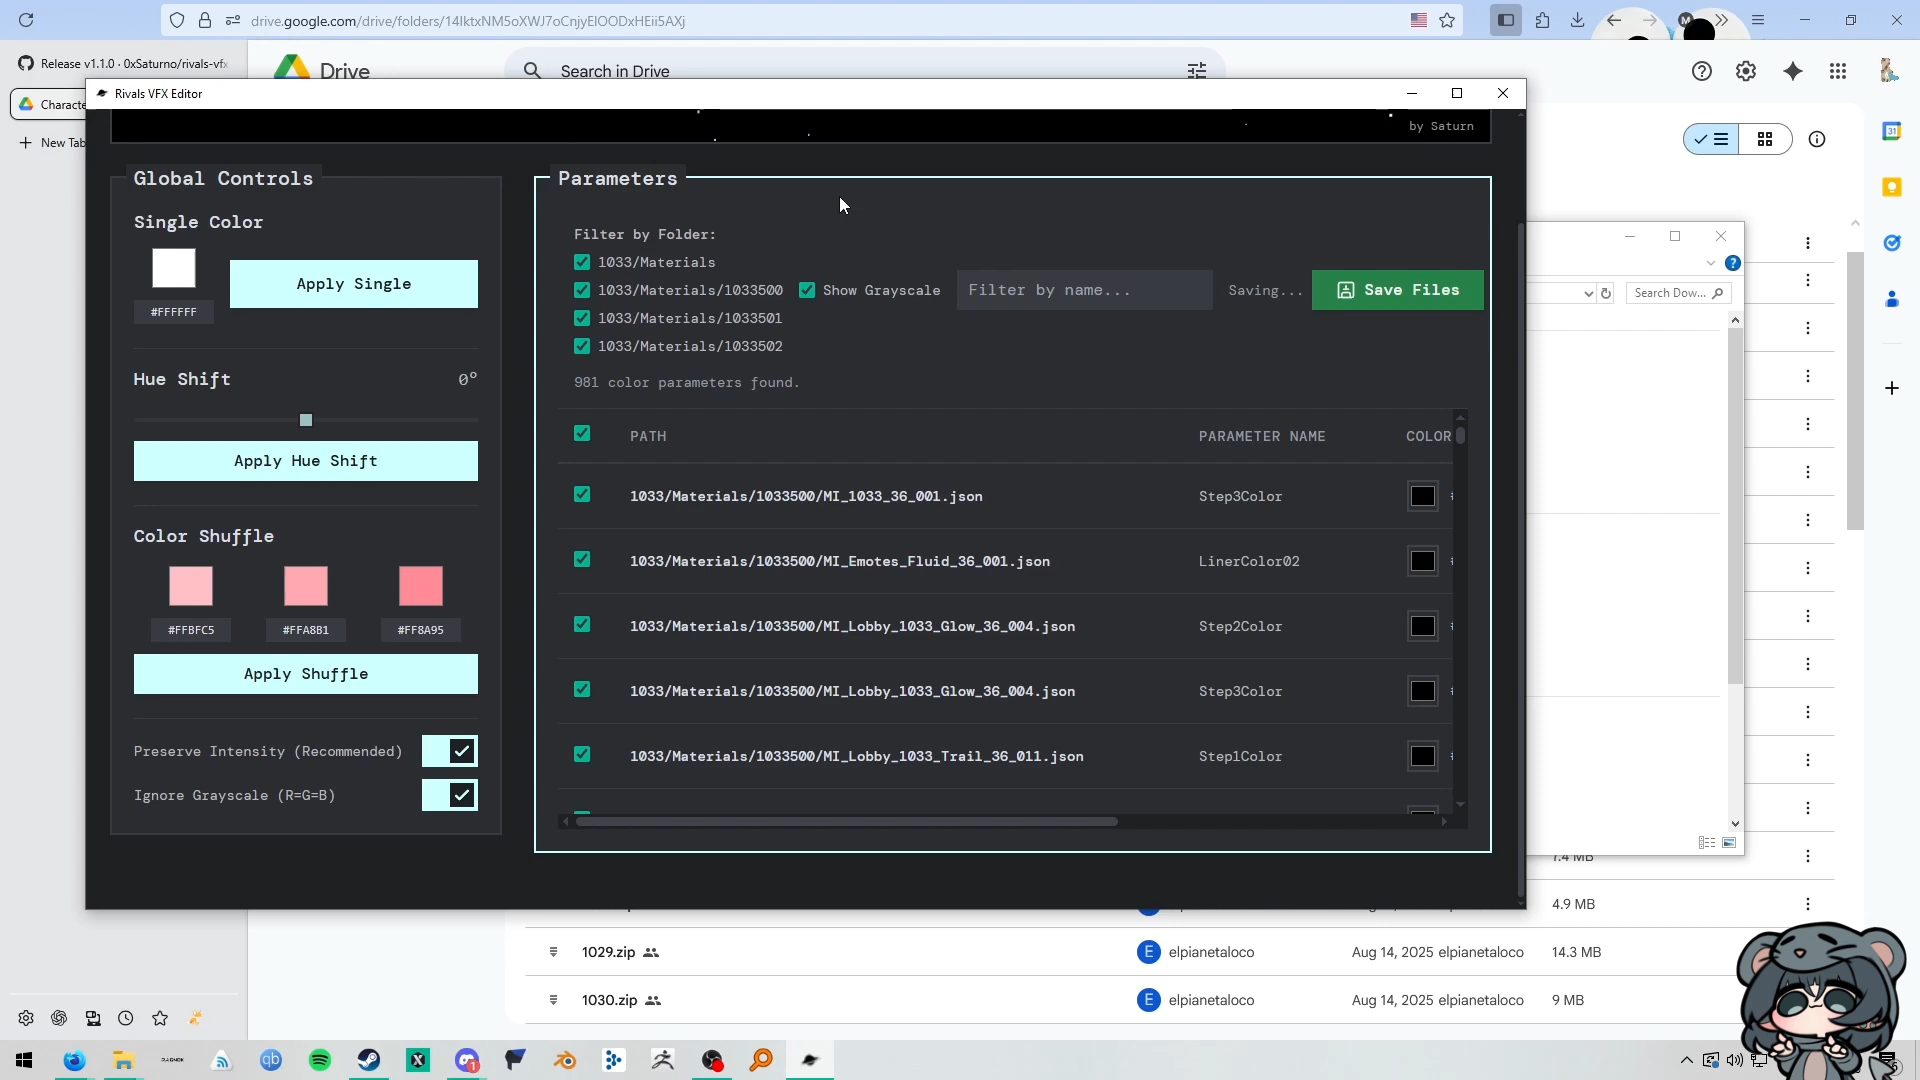 drive.google.com/drive/folders/14lktxNM5oXWJ7oCnjyElOODxHEii5AXj
Release v1.1.0 · 0xSaturno/rivals-vfx
Drive
Search in Drive
Characte
New Tab
Rivals VFX Editor
by Saturn
Global Controls
Single Color
#FFFFFF
Apply Single
Hue Shift
0°
Apply Hue Shift
Color Shuffle
#FFBFC5
#FFA8B1
#FF8A95
Apply Shuffle
Preserve Intensity (Recommended)
Ignore Grayscale (R=G=B)
Parameters
Filter by Folder:
1033/Materials
1033/Materials/1033500
1033/Materials/1033501
1033/Materials/1033502
Show Grayscale
Filter by name...
Saving...
Save Files
981 color parameters found.
PATH
PARAMETER NAME
COLOR
1033/Materials/1033500/MI_1033_36_001.json
Step3Color
1033/Materials/1033500/MI_Emotes_Fluid_36_001.json
LinerColor02
1033/Materials/1033500/MI_Lobby_1033_Glow_36_004.json
Step2Color
1033/Materials/1033500/MI_Lobby_1033_Glow_36_004.json
Step3Color
1033/Materials/1033500/MI_Lobby_1033_Trail_36_011.json
Step1Color
Search Dow...
7.4 MB
4.9 MB
1029.zip
E
elpianetaloco
Aug 14, 2025 elpianetaloco
14.3 MB
1030.zip
E
elpianetaloco
Aug 14, 2025 elpianetaloco
9 MB